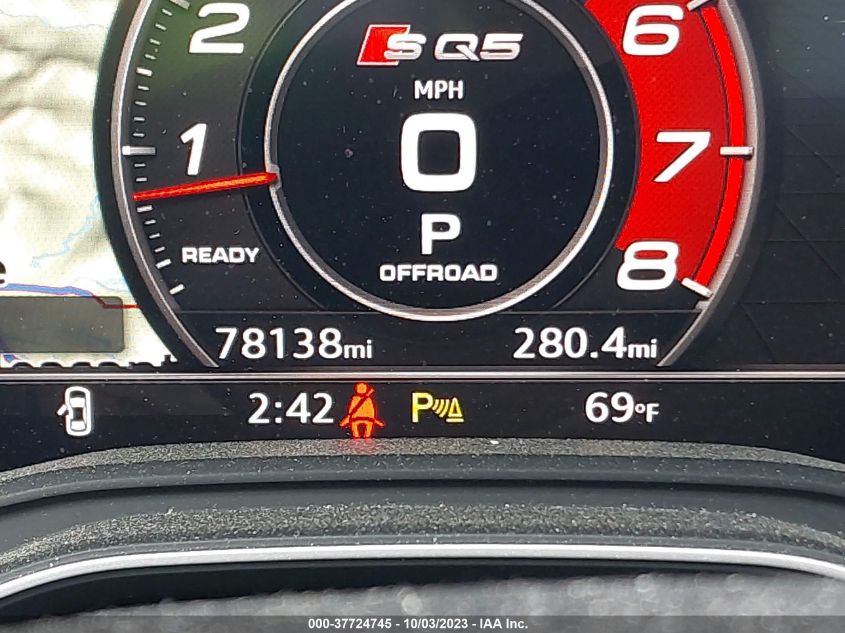 2
S Q5
6
MPH
1
0
7
P
READY
OFFROAD
8
78138mi
280.4mi
2:42
P
69°F
000-37724745 - 10/03/2023 - IAA Inc.